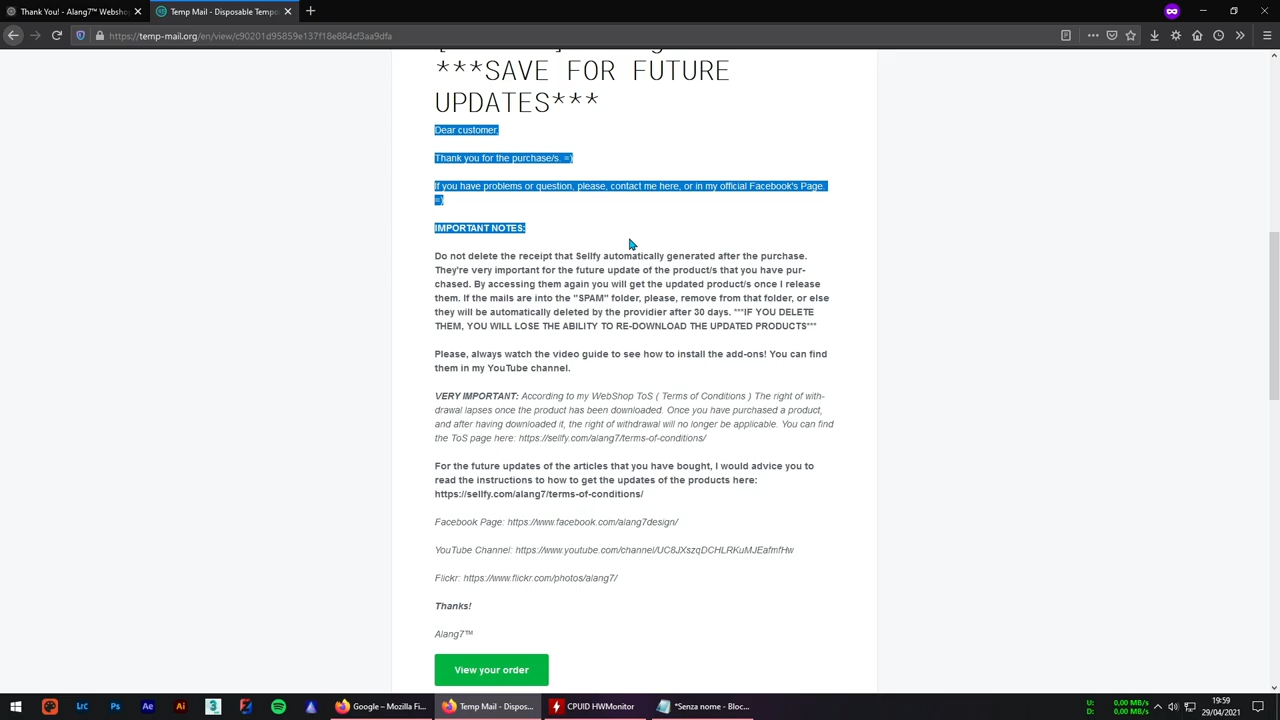 Thank You! - Alang7™ Websho
Temp Mail - Disposable Tempo
https://temp-mail.org/en/view/c90201d95859e137f18e884cf3aa9dfa
***SAVE FOR FUTURE
UPDATES***
Dear customer,
Thank you for the purchase/s. =)
If you have problems or question, please, contact me here, or in my official Facebook's Page.
=)
IMPORTANT NOTES:
Do not delete the receipt that Sellfy automatically generated after the purchase.
They're very important for the future update of the product/s that you have pur-
chased. By accessing them again you will get the updated product/s once I release
them. If the mails are into the "SPAM" folder, please, remove from that folder, or else
they will be automatically deleted by the providier after 30 days. ***IF YOU DELETE
THEM, YOU WILL LOSE THE ABILITY TO RE-DOWNLOAD THE UPDATED PRODUCTS***
Please, always watch the video guide to see how to install the add-ons! You can find
them in my YouTube channel.
VERY IMPORTANT: According to my WebShop ToS ( Terms of Conditions ) The right of with-
drawal lapses once the product has been downloaded. Once you have purchased a product,
and after having downloaded it, the right of withdrawal will no longer be applicable. You can find
the ToS page here: https://sellfy.com/alang7/terms-of-conditions/
For the future updates of the articles that you have bought, I would advice you to
read the instructions to how to get the updates of the products here:
https://sellfy.com/alang7/terms-of-conditions/
Facebook Page: https://www.facebook.com/alang7design/
YouTube Channel: https://www.youtube.com/channel/UC8JXszqDCHLRKuMJEafmfHw
Flickr: https://www.flickr.com/photos/alang7/
Thanks!
Alang7™
View your order
Lrc
Ps
Ae
Ai
3
Google Foto - Mozill...
Temp Mail - Dispos...
CPUID HWMonitor
*Senza nome - Bloc...
U: 0,00 MB/s
D: 0,00 MB/s
19:59
29/04/2021